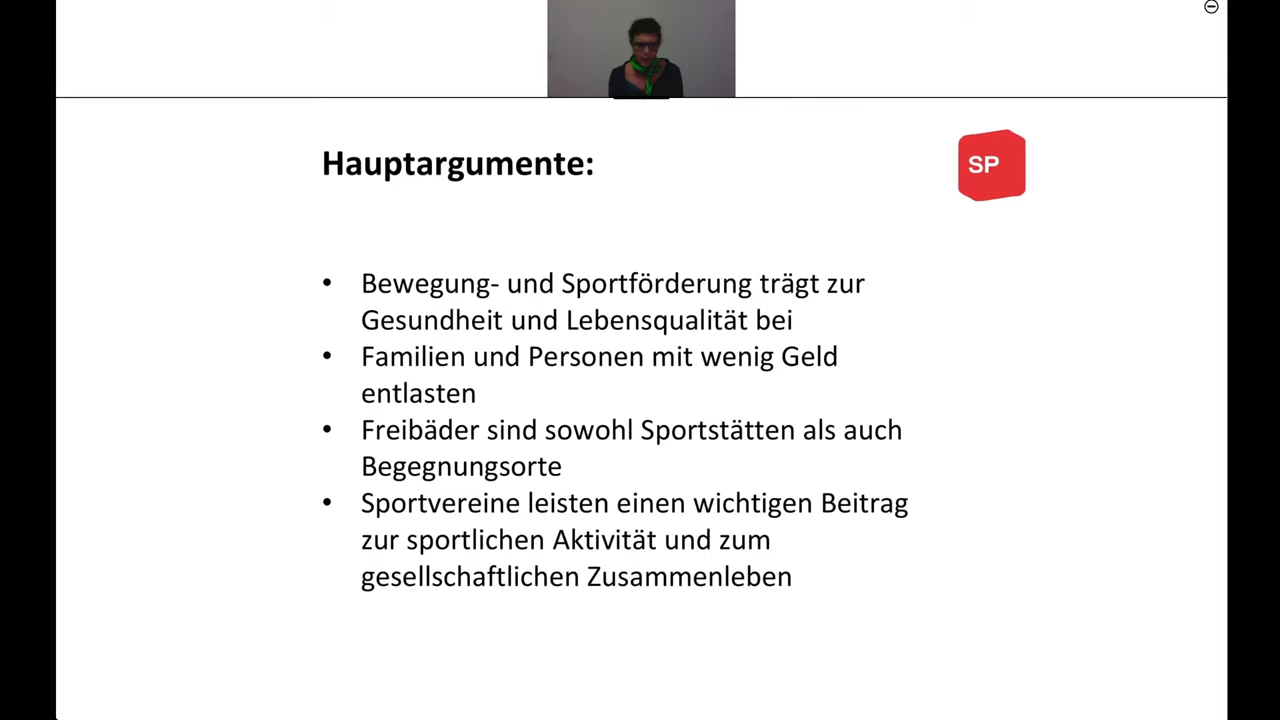 Hauptargumente:
SP
• Bewegung- und Sportförderung trägt zur
Gesundheit und Lebensqualität bei
• Familien und Personen mit wenig Geld
entlasten
• Freibäder sind sowohl Sportstätten als auch
Begegnungsorte
• Sportvereine leisten einen wichtigen Beitrag
zur sportlichen Aktivität und zum
gesellschaftlichen Zusammenleben